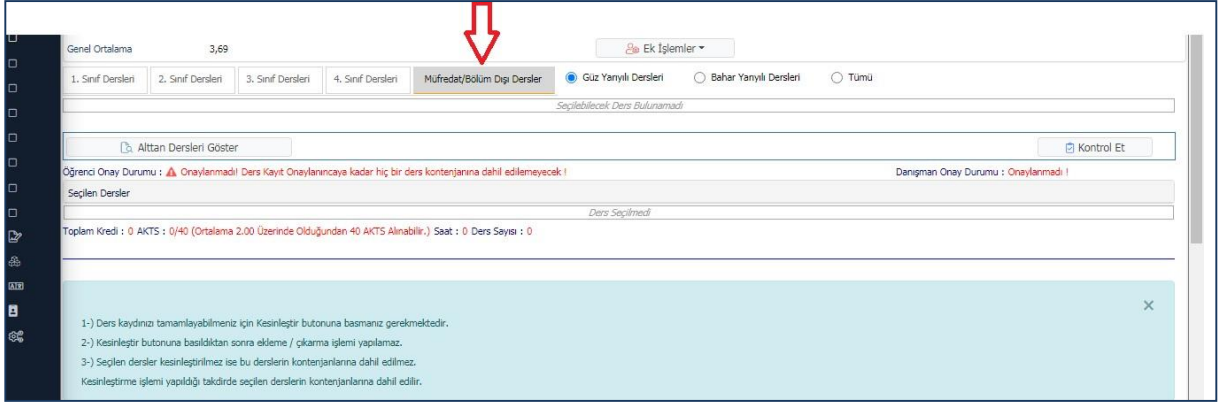 Genel Ortalama 3,69 Ek İşlemler
1. Sınıf Dersleri 2. Sınıf Dersleri 3. Sınıf Dersleri 4. Sınıf Dersleri Müfredat/Bölüm Dışı Dersler Güz Yarıyılı Dersleri Bahar Yarıyılı Dersleri Tümü
Seçilebilecek Ders Bulunamadı
Alttan Dersleri Göster Kontrol Et
Öğrenci Onay Durumu : Onaylanmadı! Ders Kayıt Onaylanıncaya kadar hiç bir ders kontenjanına dahil edilemeyecek ! Danışman Onay Durumu : Onaylanmadı !
Seçilen Dersler
Ders Seçilmedi
Toplam Kredi : 0 AKTS : 0/40 (Ortalama 2.00 Üzerinde Olduğundan 40 AKTS Alınabilir.) Saat : 0 Ders Sayısı : 0
1-) Ders kaydınızı tamamlayabilmeniz için Kesinleştir butonuna basmanız gerekmektedir.
2-) Kesinleştir butonuna basıldıktan sonra ekleme / çıkarma işlemi yapılamaz.
3-) Seçilen dersler kesinleştirilmez ise bu derslerin kontenjanlarına dahil edilmez.
Kesinleştirme işlemi yapıldığı takdirde seçilen derslerin kontenjanlarına dahil edilir.